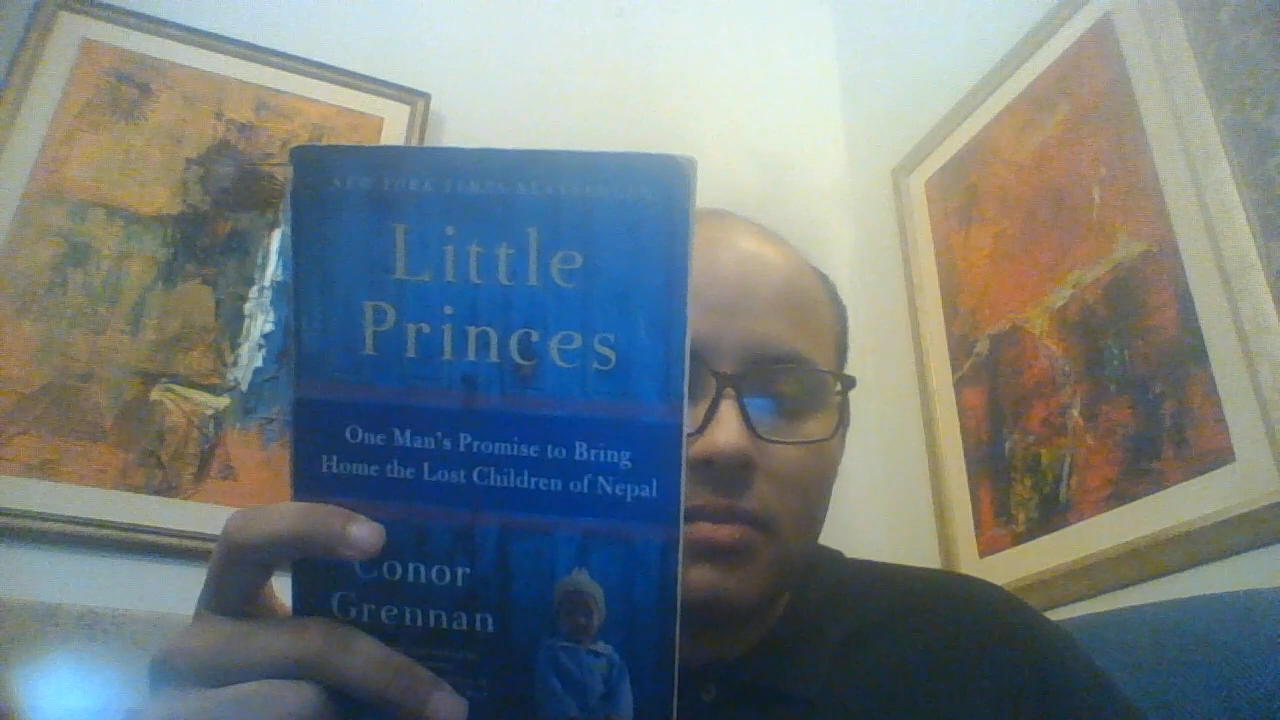 NEW YORK TIMES BESTSELLER
Little
Princes
One Man's Promise to Bring
Home the Lost Children of Nepal
Conor
Grennan